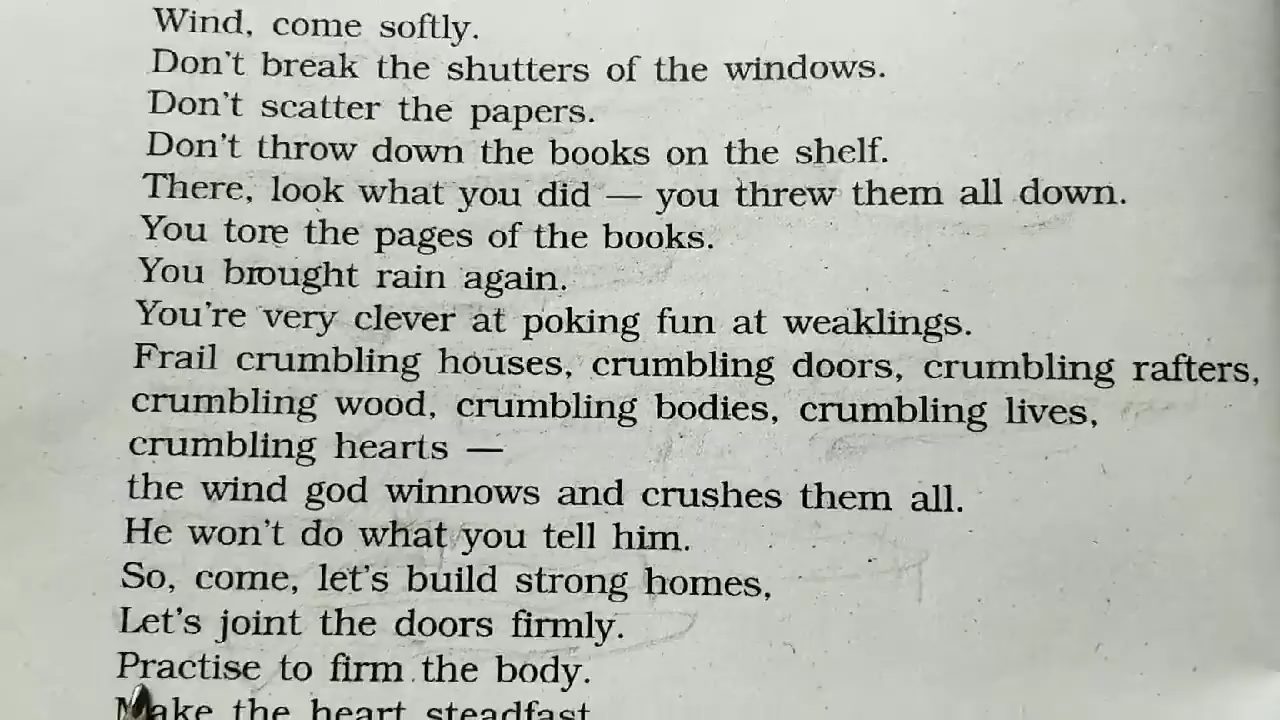 Wind, come softly.
Don't break the shutters of the windows.
Don't scatter the papers.
Don't throw down the books on the shelf.
There, look what you did — you threw them all down.
You tore the pages of the books.
You brought rain again.
You're very clever at poking fun at weaklings.
Frail crumbling houses, crumbling doors, crumbling rafters,
crumbling wood, crumbling bodies, crumbling lives,
crumbling hearts —
the wind god winnows and crushes them all.
He won't do what you tell him.
So, come, let's build strong homes,
Let's joint the doors firmly.
Practise to firm the body.
Make the heart steadfast